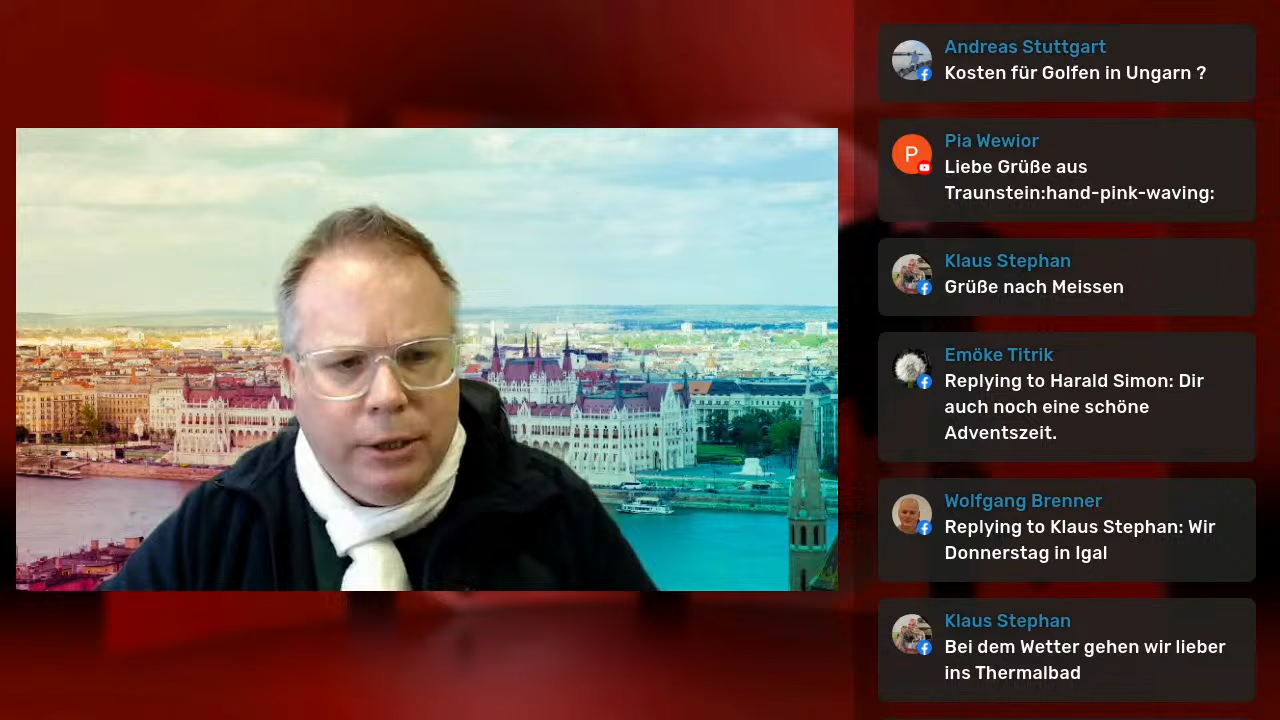 Andreas Stuttgart
Kosten für Golfen in Ungarn ?
P
Pia Wewior
Liebe Grüße aus
Traunstein:hand-pink-waving:
Klaus Stephan
Grüße nach Meissen
Emöke Titrik
Replying to Harald Simon: Dir
auch noch eine schöne
Adventszeit.
Wolfgang Brenner
Replying to Klaus Stephan: Wir
Donnerstag in Igal
Klaus Stephan
Bei dem Wetter gehen wir lieber
ins Thermalbad